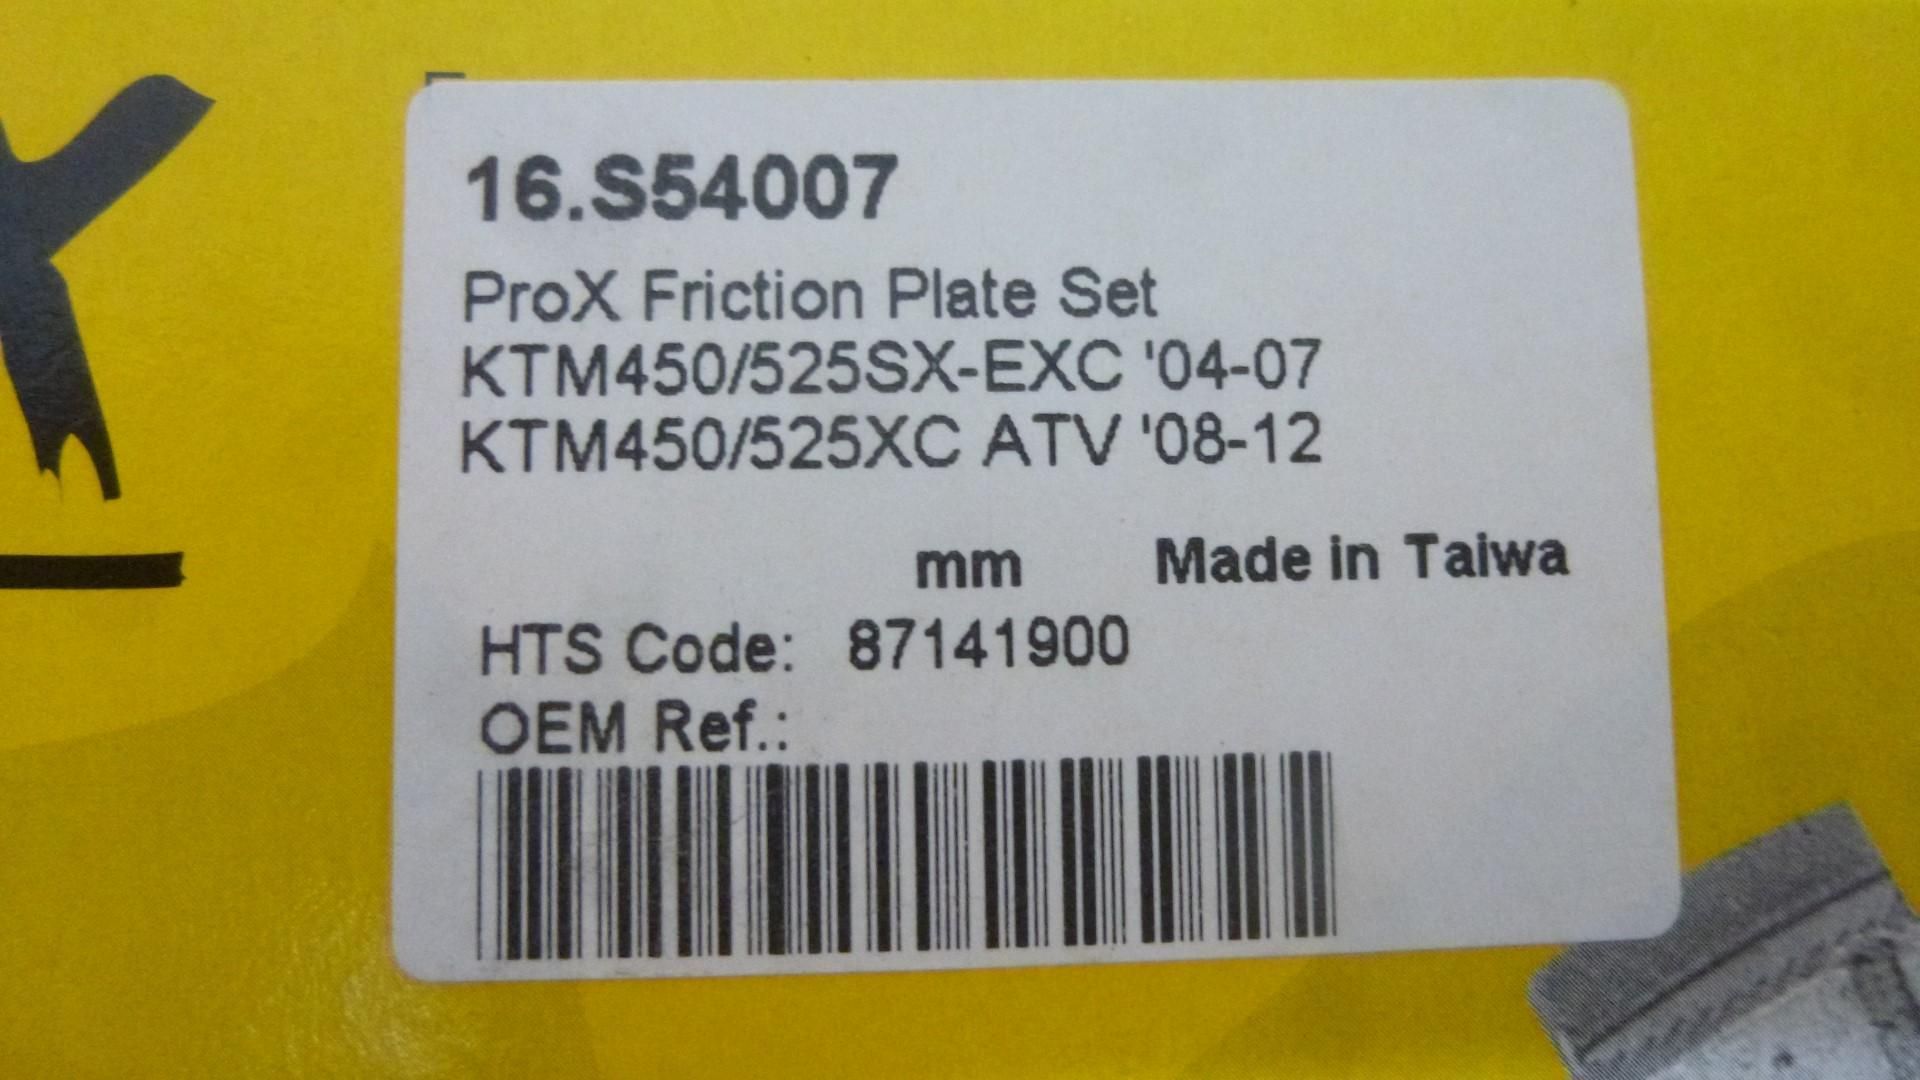 16.S54007
ProX Friction Plate Set
KTM450/525SX-EXC '04-07
KTM450/525XC ATV '08-12
mm Made in Taiwa
HTS Code: 87141900
OEM Ref.:
X